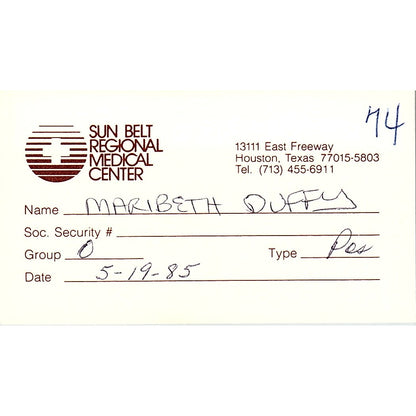 74
SUN BELT
REGIONAL
MEDICAL
CENTER
13111 East Freeway
Houston, Texas 77015-5803
Tel. (713) 455-6911
Name MARIBETH DUFFY
Soc. Security #
Group O Type Pos
Date 5-19-85